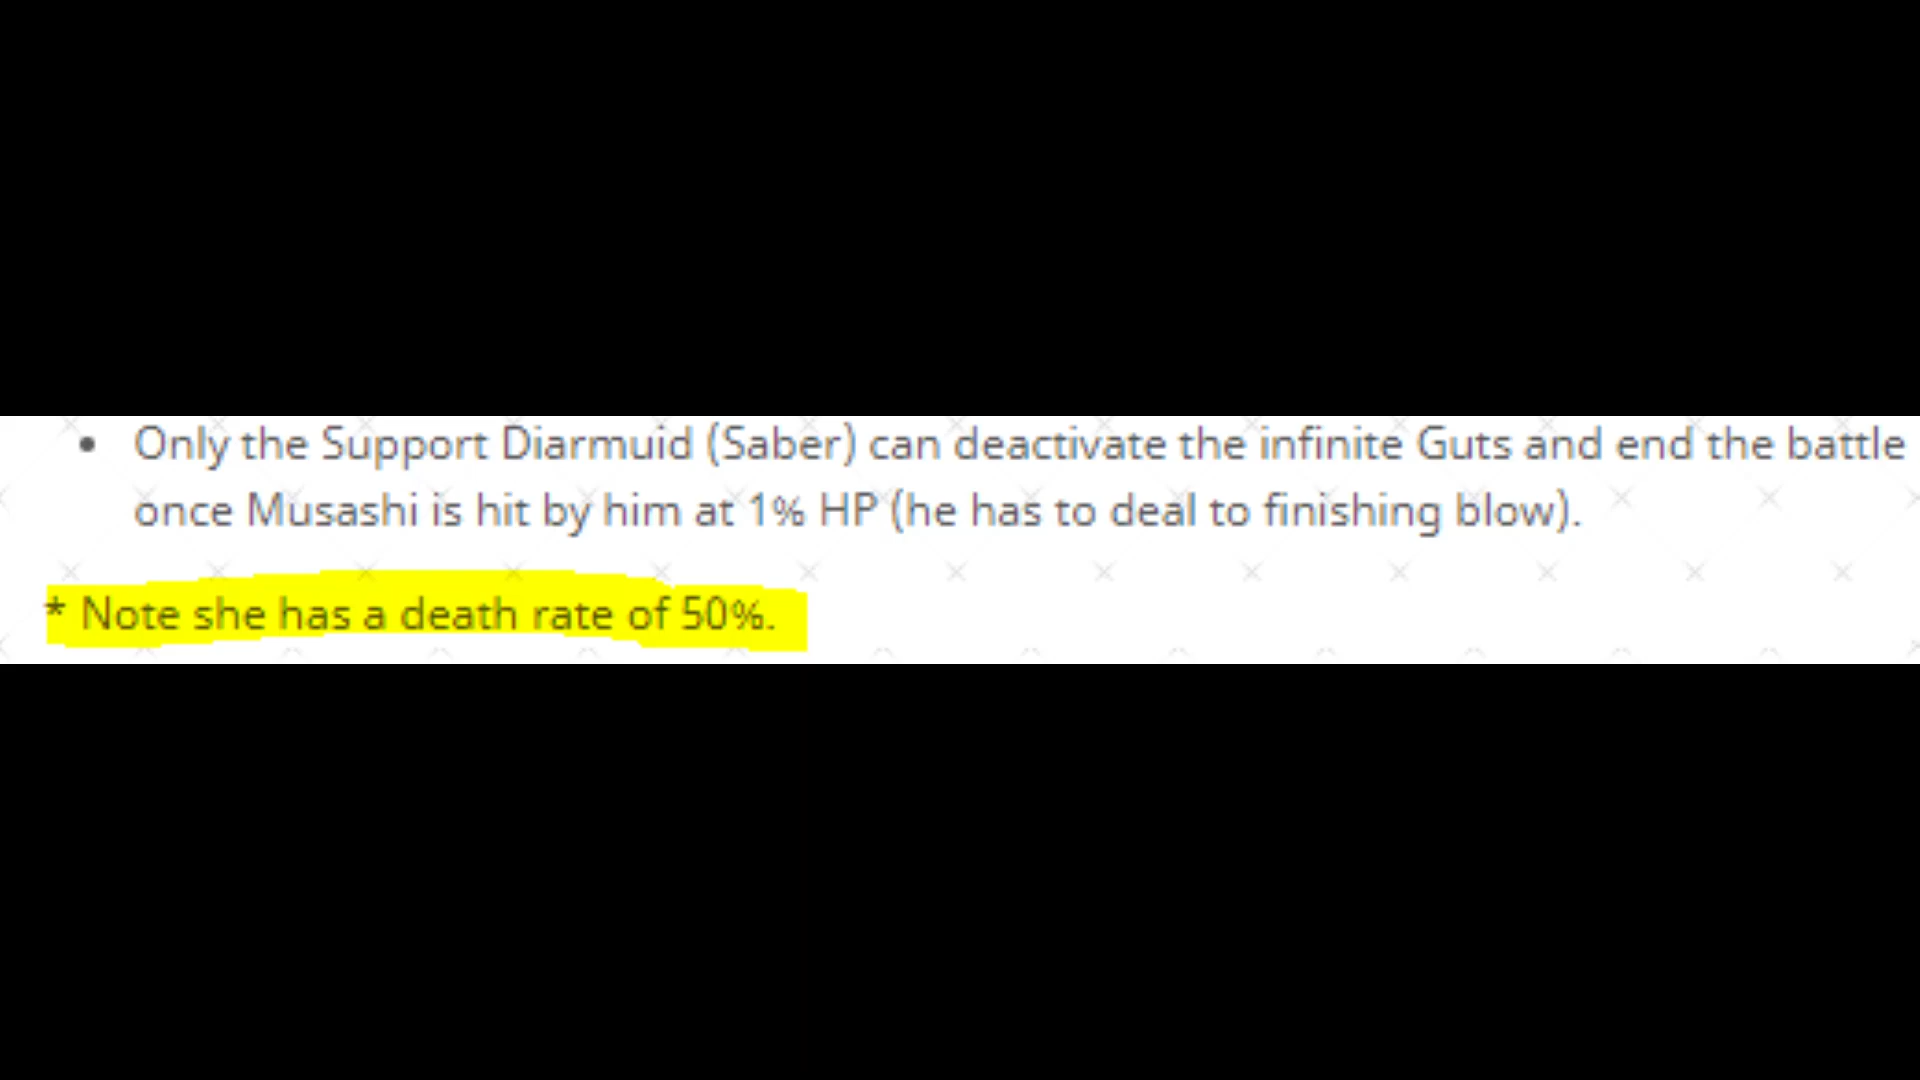 • Only the Support Diarmuid (Saber) can deactivate the infinite Guts and end the battle
once Musashi is hit by him at 1% HP (he has to deal to finishing blow).
* Note she has a death rate of 50%.